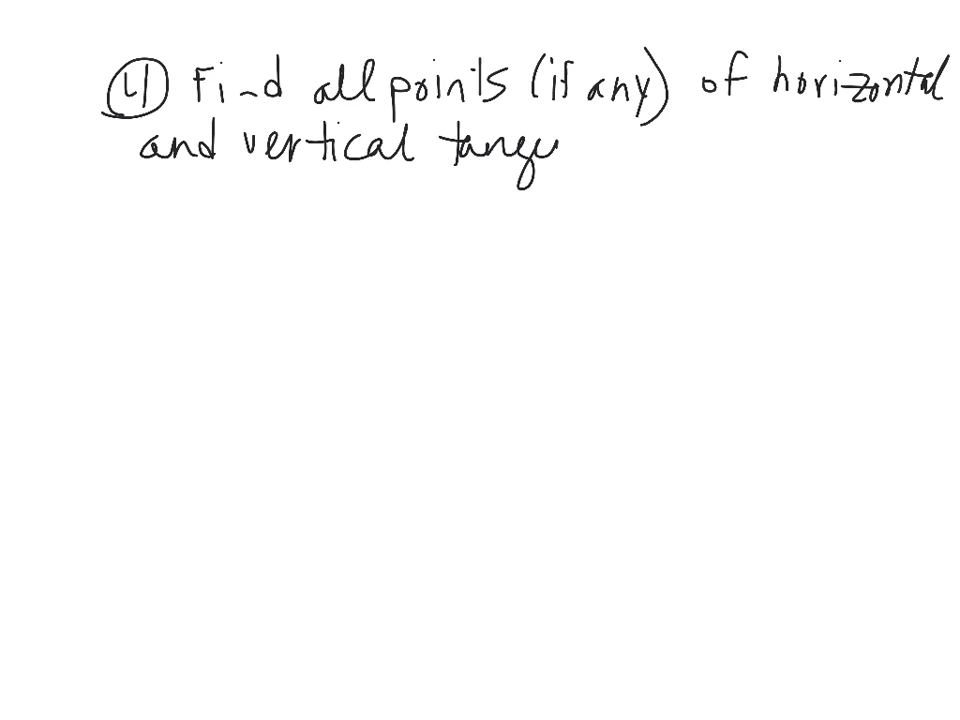 ④ Find all points (if any) of horizontal
and vertical tange